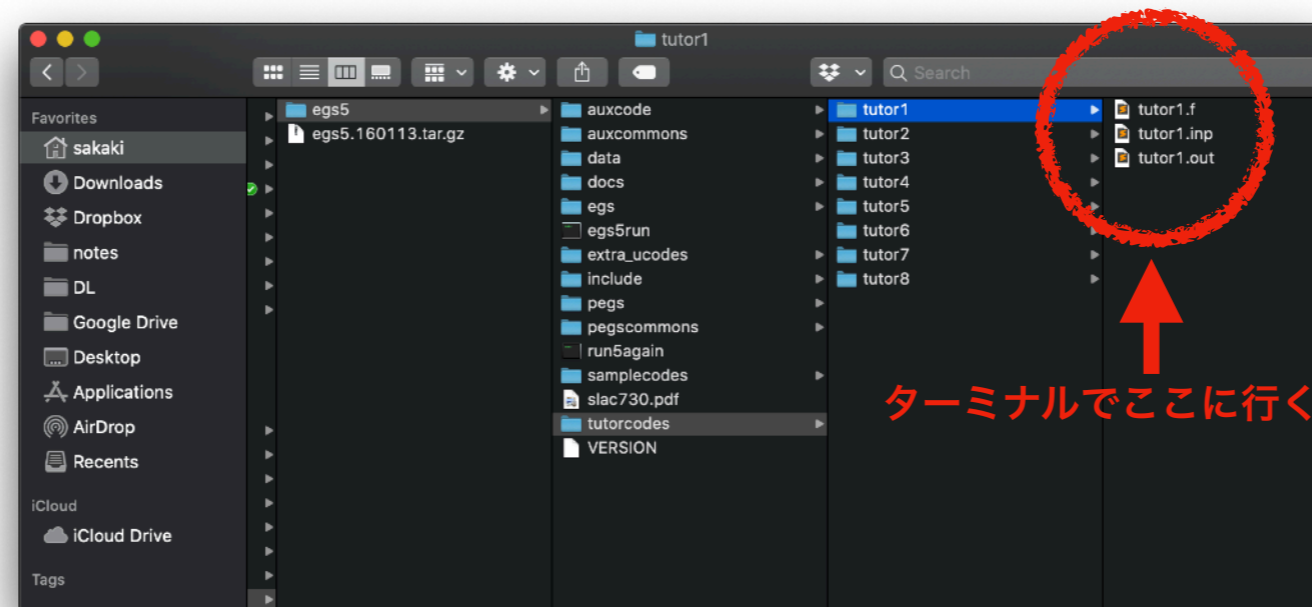 tutor1
Search
Favorites
sakaki
Downloads
Dropbox
notes
DL
Google Drive
Desktop
Applications
AirDrop
Recents
iCloud
iCloud Drive
Tags
egs5
egs5.160113.tar.gz
auxcode
auxcommons
data
docs
egs
egs5run
extra_ucodes
include
pegs
pegscommons
run5again
samplecodes
slac730.pdf
tutorcodes
VERSION
tutor1
tutor2
tutor3
tutor4
tutor5
tutor6
tutor7
tutor8
tutor1.f
tutor1.inp
tutor1.out
ターミナルでここに行く